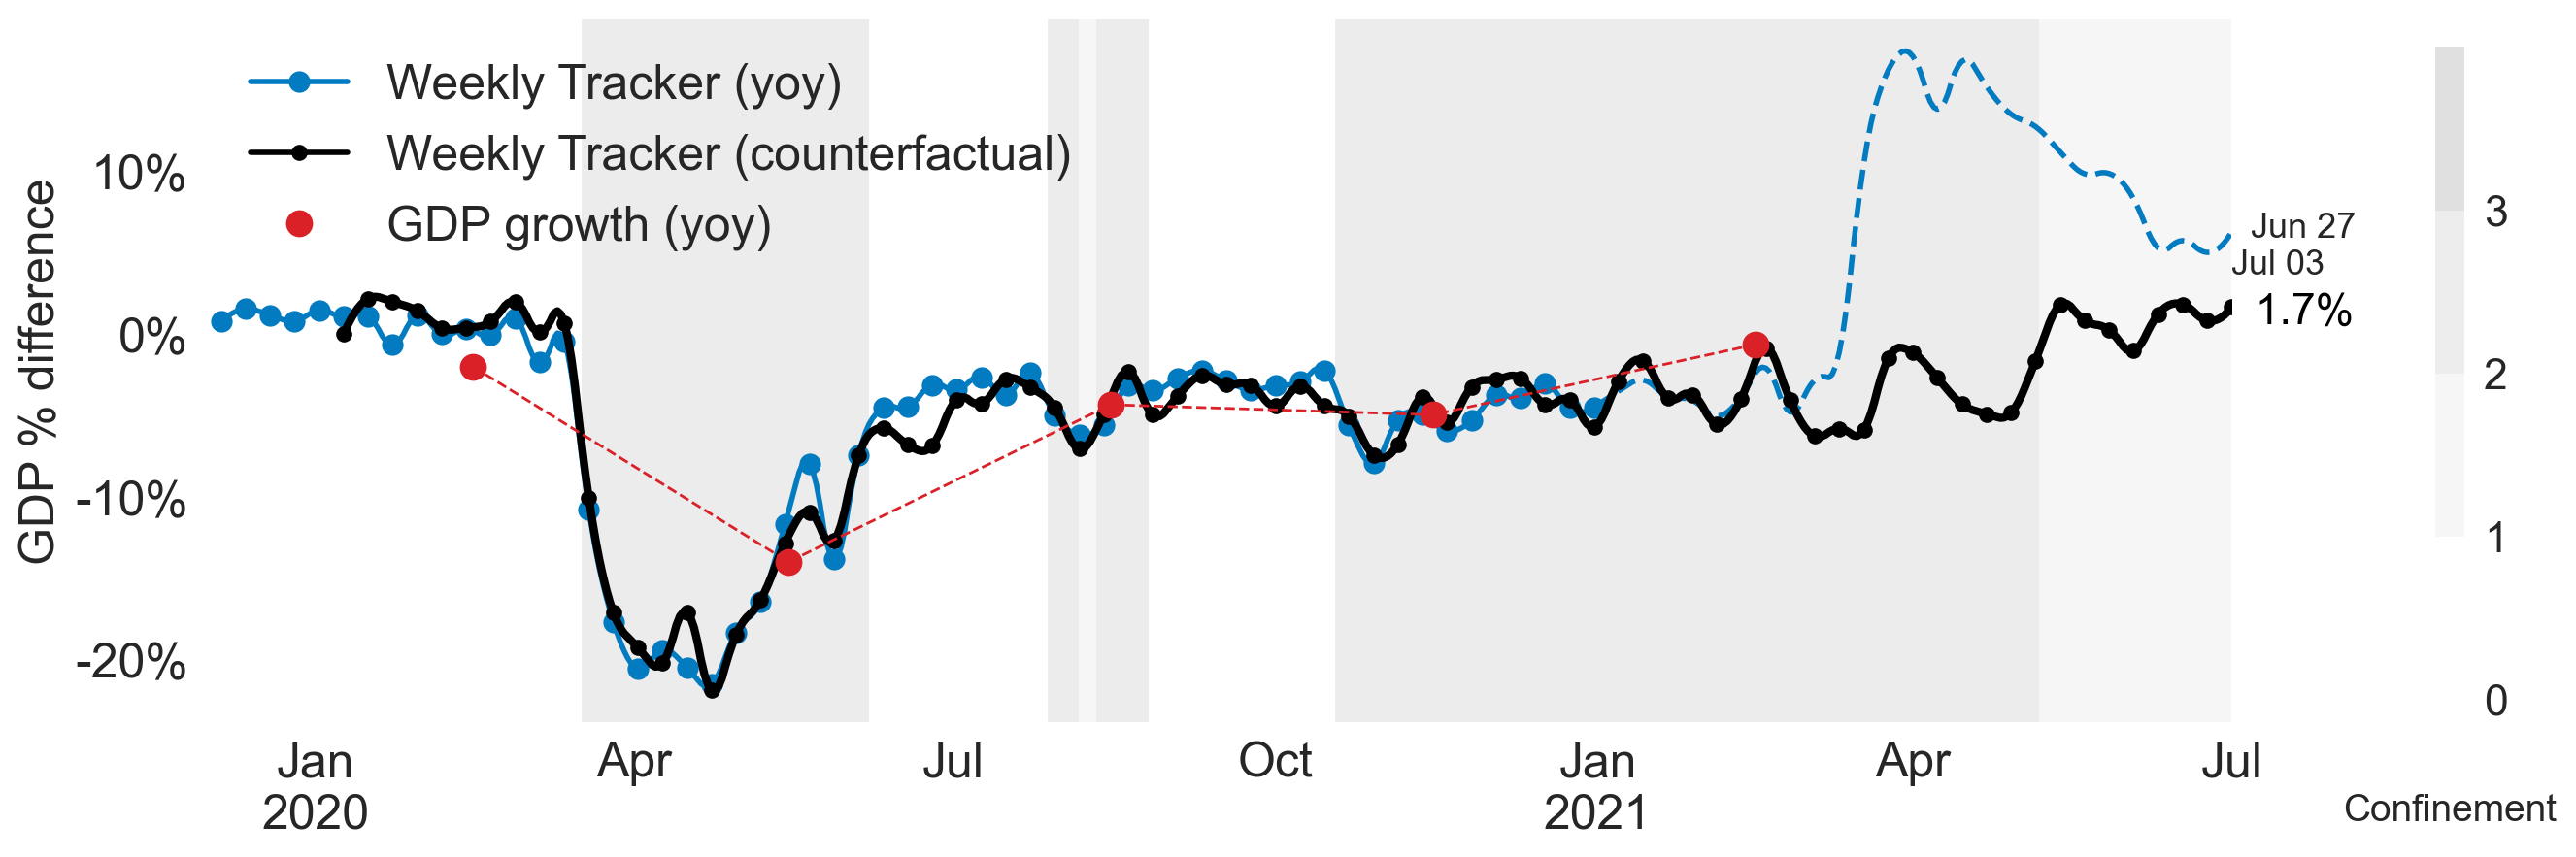 Weekly Tracker (yoy)
Weekly Tracker (counterfactual)
GDP growth (yoy)
GDP % difference
10%
0%
-10%
-20%
Jun 27
Jul 03
1.7%
3
2
1
0
Jan Apr Jul Oct Jan Apr Jul
2020 2021
Confinement